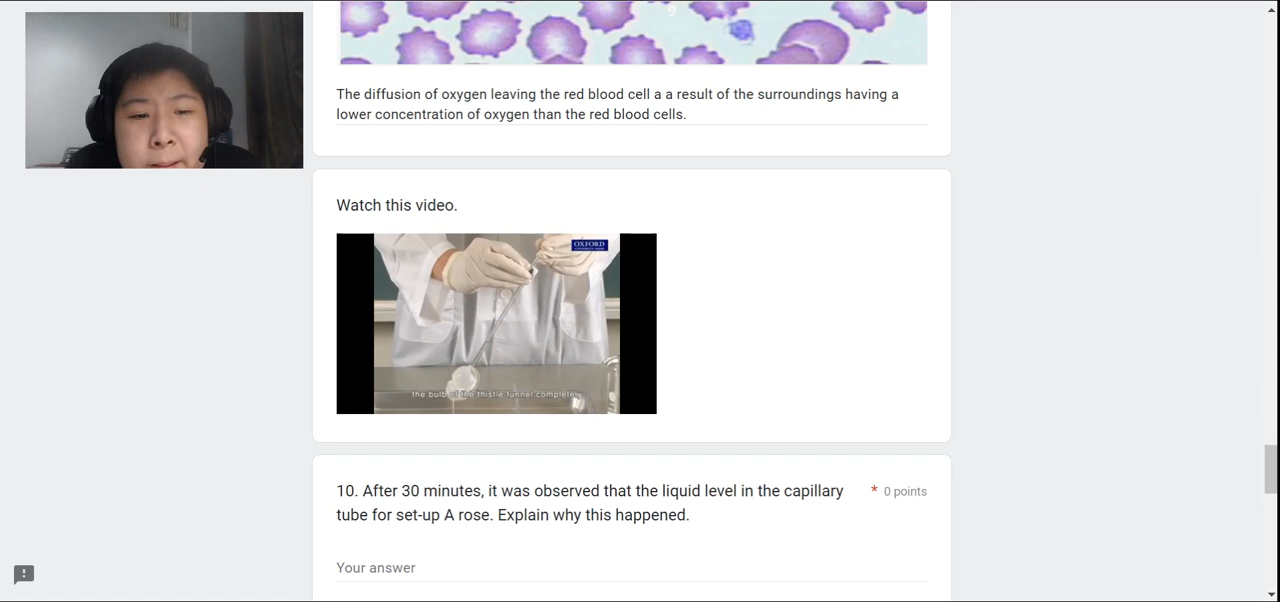 The diffusion of oxygen leaving the red blood cell a a result of the surroundings having a
lower concentration of oxygen than the red blood cells.
Watch this video.
OXFORD
UNIVERSITY PRESS
the bulb of the thistle funnel completely
10. After 30 minutes, it was observed that the liquid level in the capillary
* 0 points
tube for set-up A rose. Explain why this happened.
Your answer